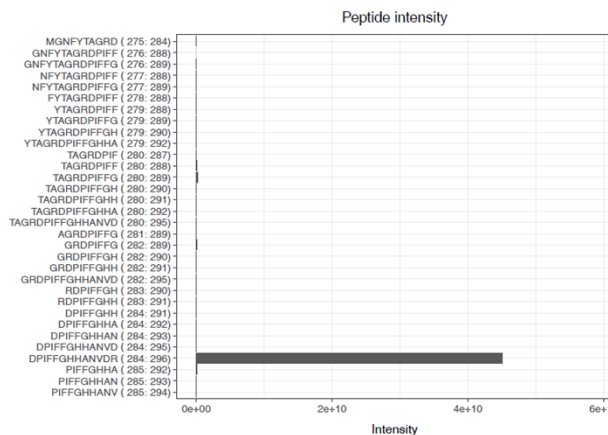 Peptide intensity
MGNFYTAGRD ( 275: 284)
GNFYTAGRDPIFF ( 276: 288)
GNFYTAGRDPIFFG ( 276: 289)
NFYTAGRDPIFF ( 277: 288)
NFYTAGRDPIFFG ( 277: 289)
FYTAGRDPIFF ( 278: 288)
YTAGRDPIFF ( 279: 288)
YTAGRDPIFFG ( 279: 289)
YTAGRDPIFFGH ( 279: 290)
YTAGRDPIFFGHHA ( 279: 292)
TAGRDPIF ( 280: 287)
TAGRDPIFF ( 280: 288)
TAGRDPIFFG ( 280: 289)
TAGRDPIFFGH ( 280: 290)
TAGRDPIFFGHH ( 280: 291)
TAGRDPIFFGHHA ( 280: 292)
TAGRDPIFFGHHANVD ( 280: 295)
AGRDPIFFG ( 281: 289)
GRDPIFFG ( 282: 289)
GRDPIFFGH ( 282: 290)
GRDPIFFGHH ( 282: 291)
GRDPIFFGHHANVD ( 282: 295)
RDPIFFGH ( 283: 290)
RDPIFFGHH ( 283: 291)
DPIFFGHH ( 284: 291)
DPIFFGHHA ( 284: 292)
DPIFFGHHAN ( 284: 293)
DPIFFGHHANVD ( 284: 295)
DPIFFGHHANVDR ( 284: 296)
PIFFGHHA ( 285: 292)
PIFFGHHAN ( 285: 293)
PIFFGHHANV ( 285: 294)
0e+00 2e+10 4e+10
Intensity